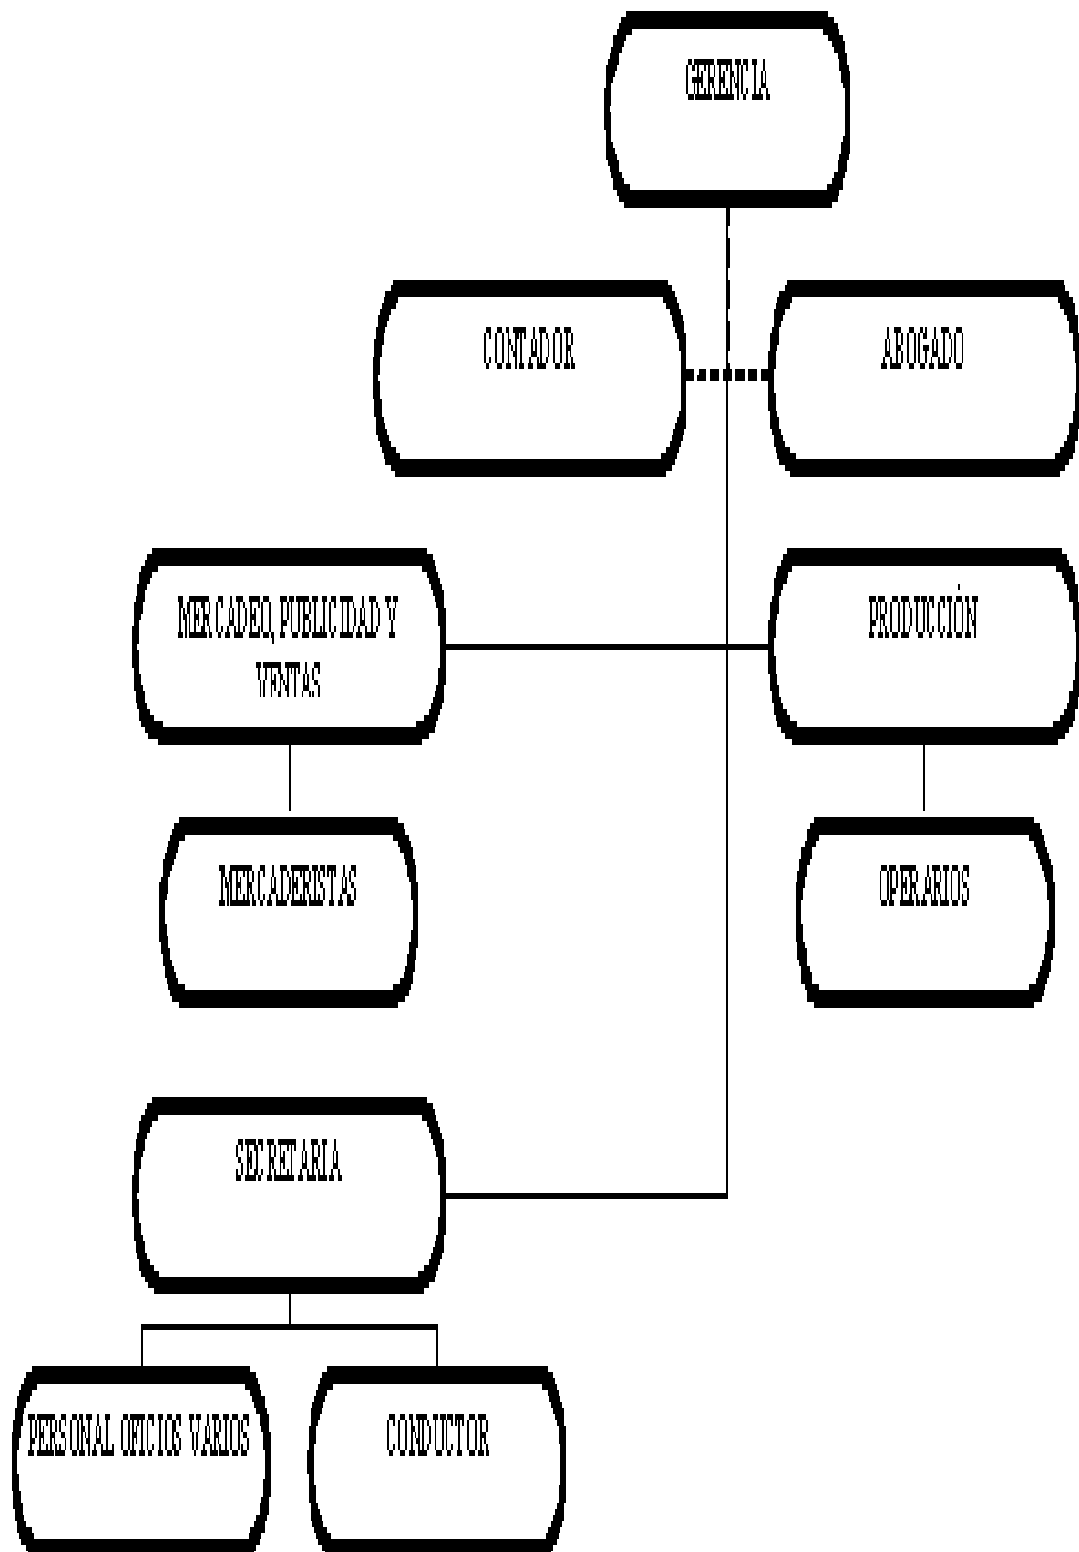 GERENCIA
CONTADOR
ABOGADO
MERCADEO, PUBLICIDAD Y
VENTAS
PRODUCCIÓN
MERCADERISTAS
OPERARIOS
SECRETARIA
PERSONAL OFICIOS VARIOS
CONDUCTOR